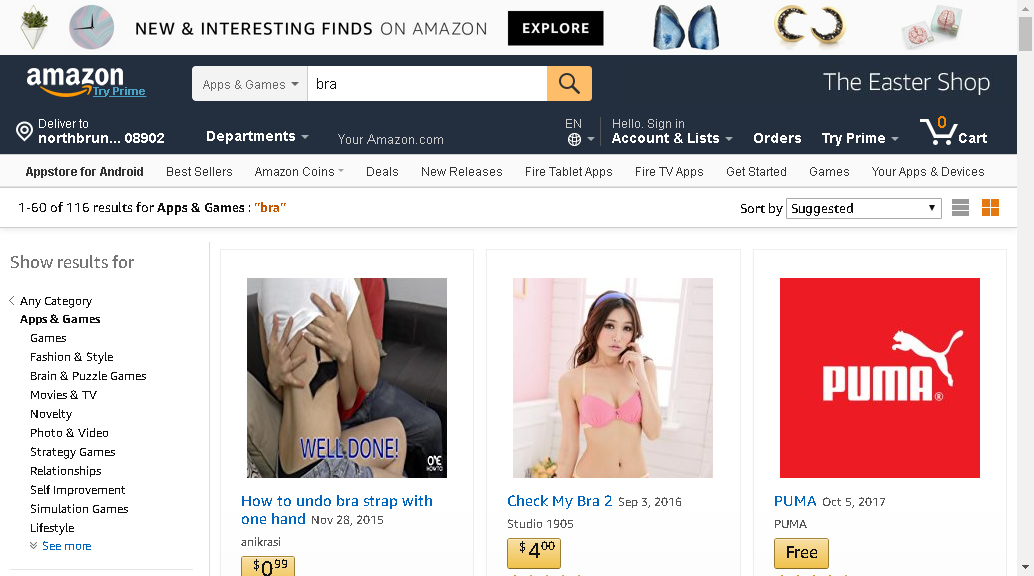 NEW & INTERESTING FINDS ON AMAZON EXPLORE
amazon
Try Prime
Apps & Games
bra
The Easter Shop
Deliver to
northbrun... 08902
Departments
Your Amazon.com
EN
Hello. Sign in
Account & Lists
Orders
Try Prime
0
Cart
Appstore for Android Best Sellers Amazon Coins Deals New Releases Fire Tablet Apps Fire TV Apps Get Started Games Your Apps & Devices
1-60 of 116 results for Apps & Games : "bra"
Sort by Suggested
Show results for
Any Category
Apps & Games
Games
Fashion & Style
Brain & Puzzle Games
Movies & TV
Novelty
Photo & Video
Strategy Games
Relationships
Self Improvement
Simulation Games
Lifestyle
See more
WELL DONE!
HOWTO
How to undo bra strap with
one hand Nov 28, 2015
anikrasi
$0.99
Check My Bra 2 Sep 3, 2016
Studio 1905
$4.00
PUMA®
PUMA Oct 5, 2017
PUMA
Free